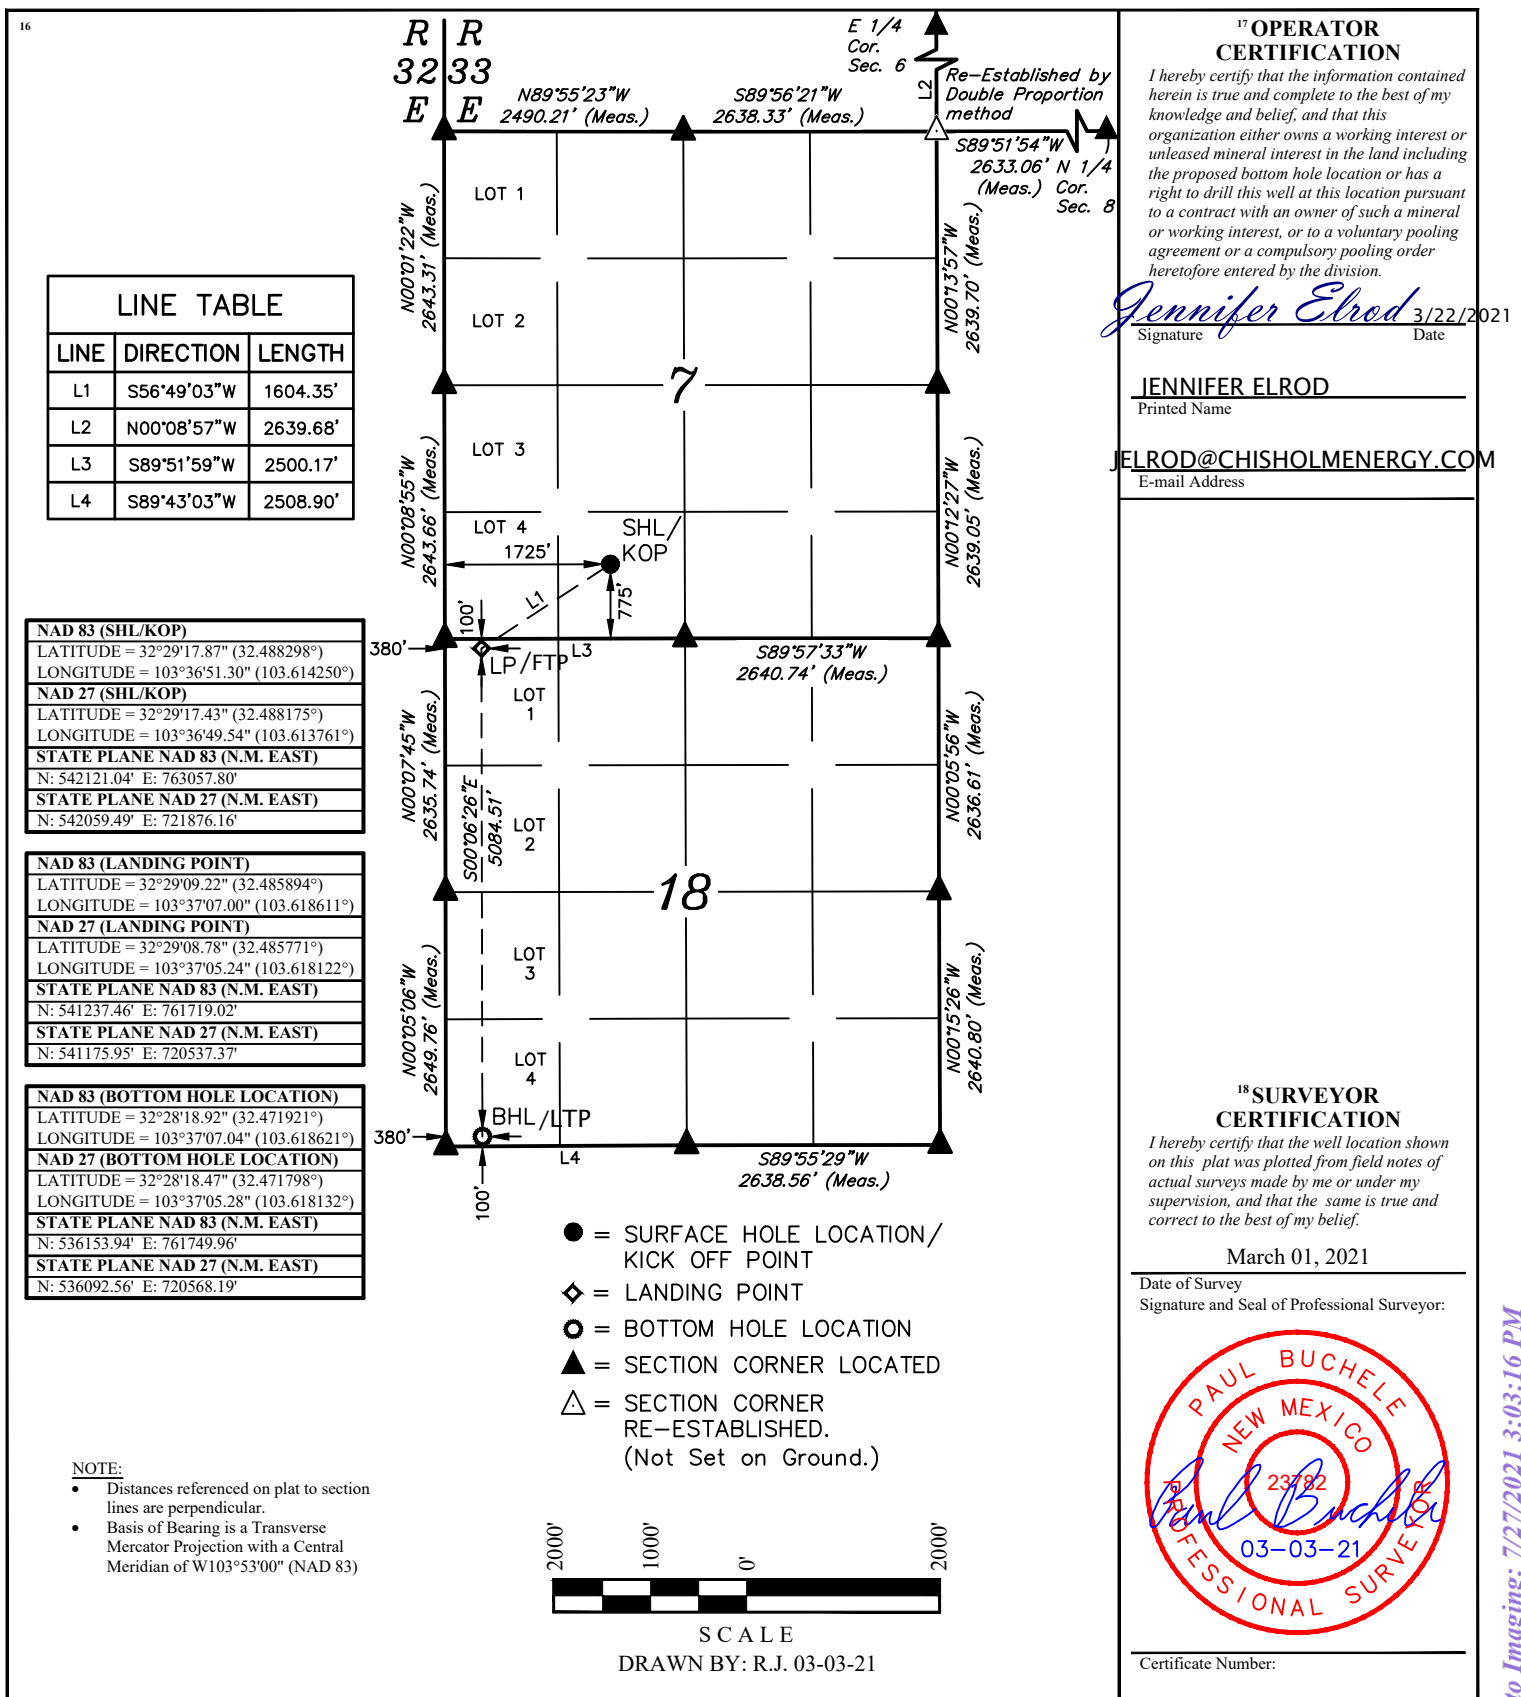 16
R R
32 33
E E
E 1/4
Cor.
Sec. 6
L2
Re-Established by
Double Proportion
method
N89°55'23"W
2490.21' (Meas.)
S89°56'21"W
2638.33' (Meas.)
S89°51'54"W
2633.06'
(Meas.)
N 1/4
Cor.
Sec. 8
LOT 1
N00°01'22"W
2643.31' (Meas.)
N00°13'57"W
2639.70' (Meas.)
LOT 2
7
LOT 3
N00°08'55"W
2643.66' (Meas.)
N00°12'27"W
2639.05' (Meas.)
LOT 4
SHL/
KOP
1725'
L1
775'
100'
380'
LP/FTP
L3
S89°57'33"W
2640.74' (Meas.)
LOT
1
N00°07'45"W
2635.74' (Meas.)
S00°06'26"E
5084.51'
N00°05'56"W
2636.61' (Meas.)
LOT
2
18
LOT
3
N00°05'06"W
2649.76' (Meas.)
N00°15'26"W
2640.80' (Meas.)
LOT
4
BHL/LTP
380'
L4
100'
S89°55'29"W
2638.56' (Meas.)
LINE TABLE
LINE DIRECTION LENGTH
L1 S56°49'03"W 1604.35'
L2 N00°08'57"W 2639.68'
L3 S89°51'59"W 2500.17'
L4 S89°43'03"W 2508.90'
NAD 83 (SHL/KOP)
LATITUDE = 32°29'17.87" (32.488298°)
LONGITUDE = 103°36'51.30" (103.614250°)
NAD 27 (SHL/KOP)
LATITUDE = 32°29'17.43" (32.488175°)
LONGITUDE = 103°36'49.54" (103.613761°)
STATE PLANE NAD 83 (N.M. EAST)
N: 542121.04' E: 763057.80'
STATE PLANE NAD 27 (N.M. EAST)
N: 542059.49' E: 721876.16'
NAD 83 (LANDING POINT)
LATITUDE = 32°29'09.22" (32.485894°)
LONGITUDE = 103°37'07.00" (103.618611°)
NAD 27 (LANDING POINT)
LATITUDE = 32°29'08.78" (32.485771°)
LONGITUDE = 103°37'05.24" (103.618122°)
STATE PLANE NAD 83 (N.M. EAST)
N: 541237.46' E: 761719.02'
STATE PLANE NAD 27 (N.M. EAST)
N: 541175.95' E: 720537.37'
NAD 83 (BOTTOM HOLE LOCATION)
LATITUDE = 32°28'18.92" (32.471921°)
LONGITUDE = 103°37'07.04" (103.618621°)
NAD 27 (BOTTOM HOLE LOCATION)
LATITUDE = 32°28'18.47" (32.471798°)
LONGITUDE = 103°37'05.28" (103.618132°)
STATE PLANE NAD 83 (N.M. EAST)
N: 536153.94' E: 761749.96'
STATE PLANE NAD 27 (N.M. EAST)
N: 536092.56' E: 720568.19'
= SURFACE HOLE LOCATION/
KICK OFF POINT
= LANDING POINT
= BOTTOM HOLE LOCATION
= SECTION CORNER LOCATED
= SECTION CORNER
RE-ESTABLISHED.
(Not Set on Ground.)
NOTE:
• Distances referenced on plat to section
lines are perpendicular.
• Basis of Bearing is a Transverse
Mercator Projection with a Central
Meridian of W103°53'00" (NAD 83)
2000' 1000' 0' 2000'
SCALE
DRAWN BY: R.J. 03-03-21
17 OPERATOR
CERTIFICATION
I hereby certify that the information contained
herein is true and complete to the best of my
knowledge and belief, and that this
organization either owns a working interest or
unleased mineral interest in the land including
the proposed bottom hole location or has a
right to drill this well at this location pursuant
to a contract with an owner of such a mineral
or working interest, or to a voluntary pooling
agreement or a compulsory pooling order
heretofore entered by the division.
Jennifer Elrod 3/22/2021
Signature Date
JENNIFER ELROD
Printed Name
JELROD@CHISHOLMENERGY.COM
E-mail Address
18 SURVEYOR
CERTIFICATION
I hereby certify that the well location shown
on this plat was plotted from field notes of
actual surveys made by me or under my
supervision, and that the same is true and
correct to the best of my belief.
March 01, 2021
Date of Survey
Signature and Seal of Professional Surveyor:
PAUL BUCHELE
NEW MEXICO
23782
Paul Buchele
03-03-21
PROFESSIONAL SURVEYOR
Certificate Number:
to Imaging: 7/27/2021 3:03:16 PM